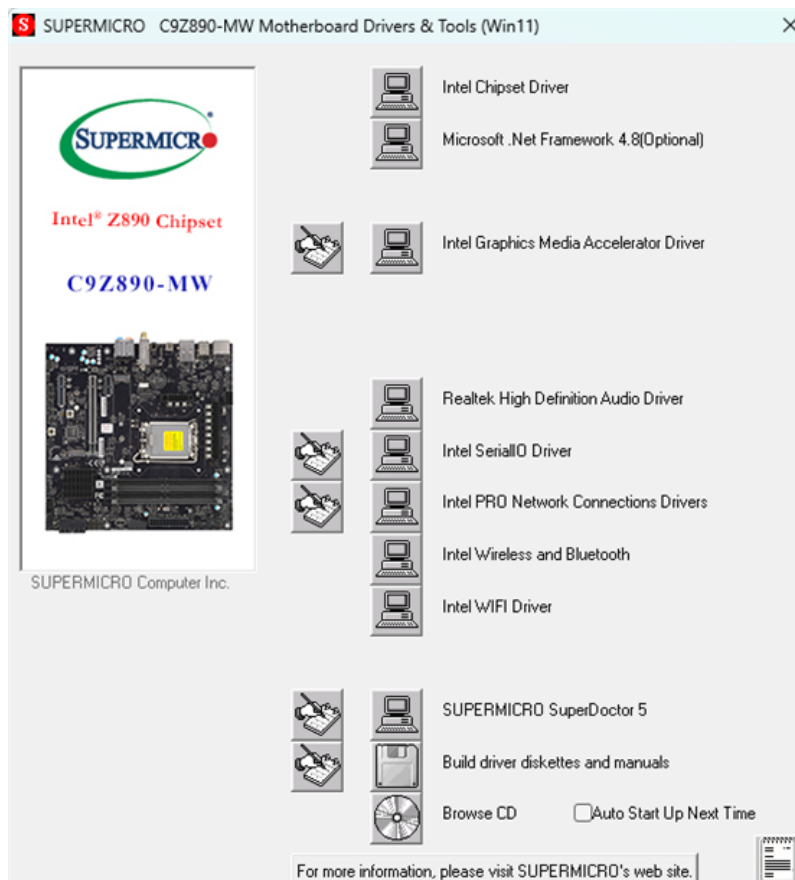 SUPERMICRO C9Z890-MW Motherboard Drivers & Tools (Win11)
SUPERMICRO
Intel® Z890 Chipset
C9Z890-MW
SUPERMICRO Computer Inc.
Intel Chipset Driver
Microsoft .Net Framework 4.8(Optional)
Intel Graphics Media Accelerator Driver
Realtek High Definition Audio Driver
Intel SerialIO Driver
Intel PRO Network Connections Drivers
Intel Wireless and Bluetooth
Intel WIFI Driver
SUPERMICRO SuperDoctor 5
Build driver diskettes and manuals
Browse CD
Auto Start Up Next Time
For more information, please visit SUPERMICRO's web site.